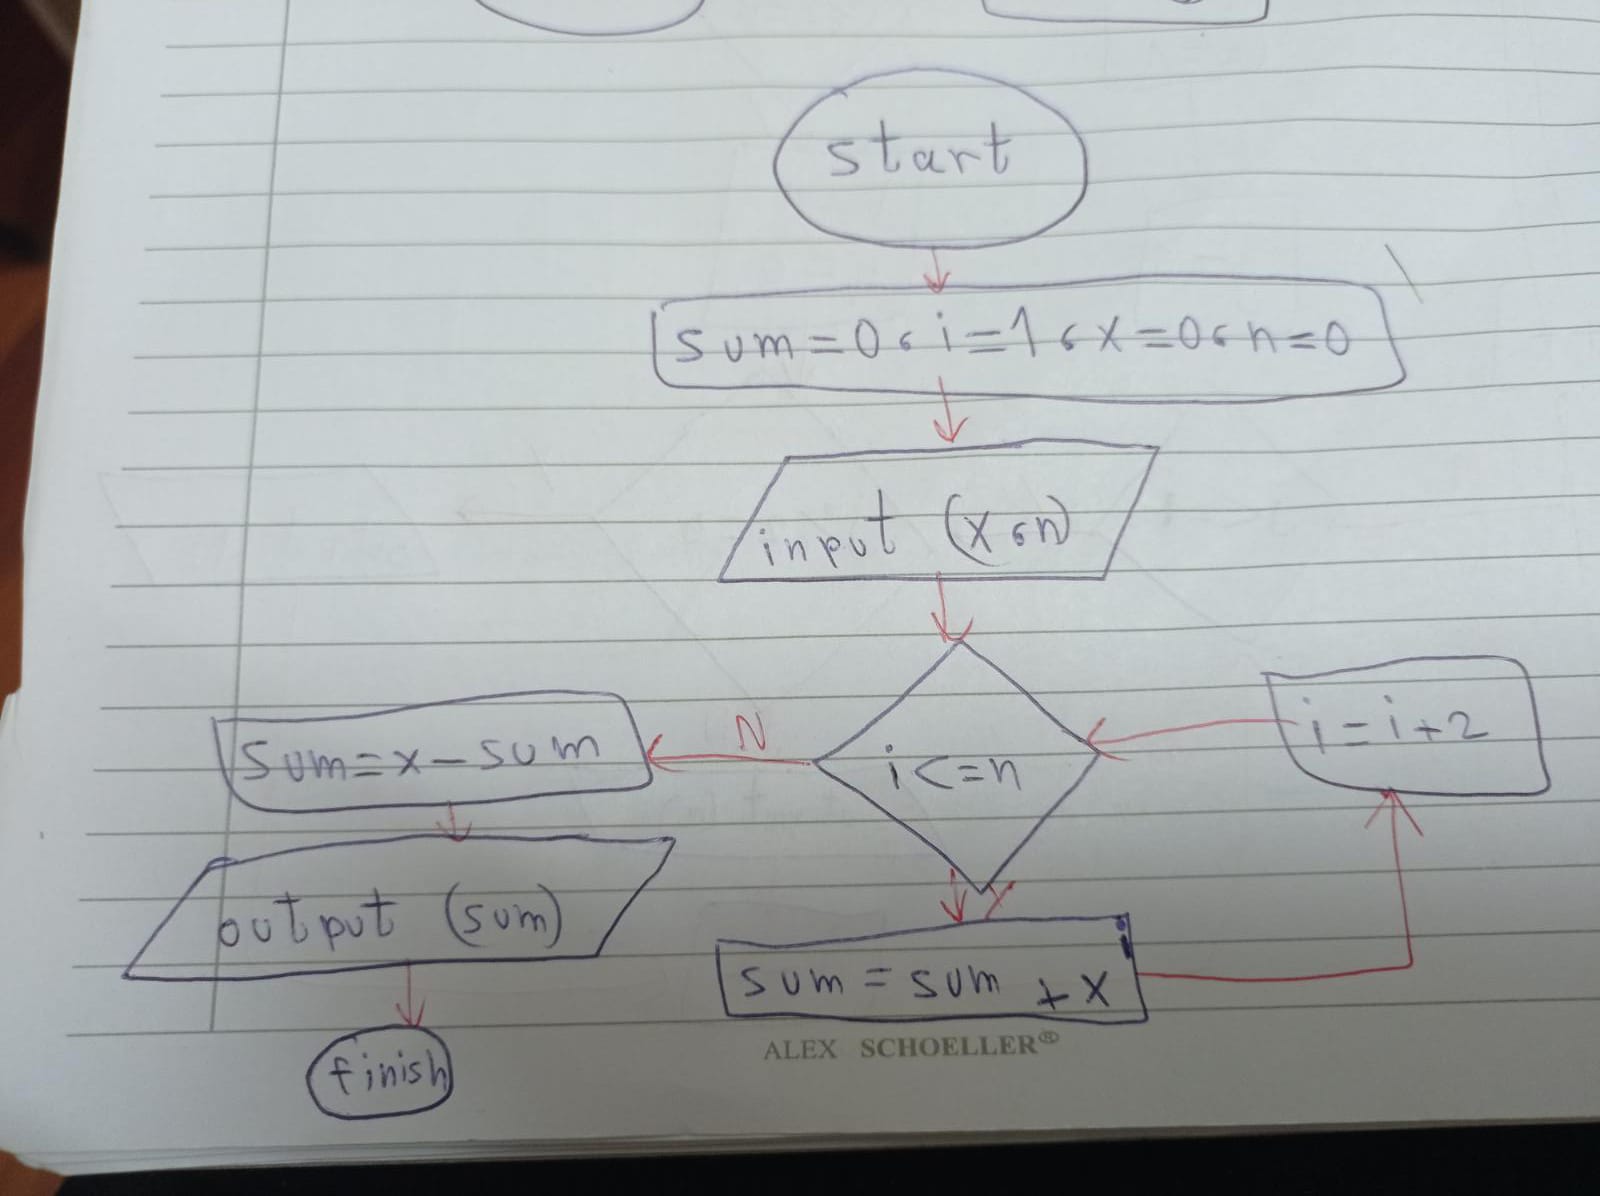 start
sum=0، i=1، x=0، n=0
input (x، n)
i<=n
N
i=i+2
sum=x-sum
Y
output (sum)
sum = sum + x
finish
ALEX SCHOELLER®